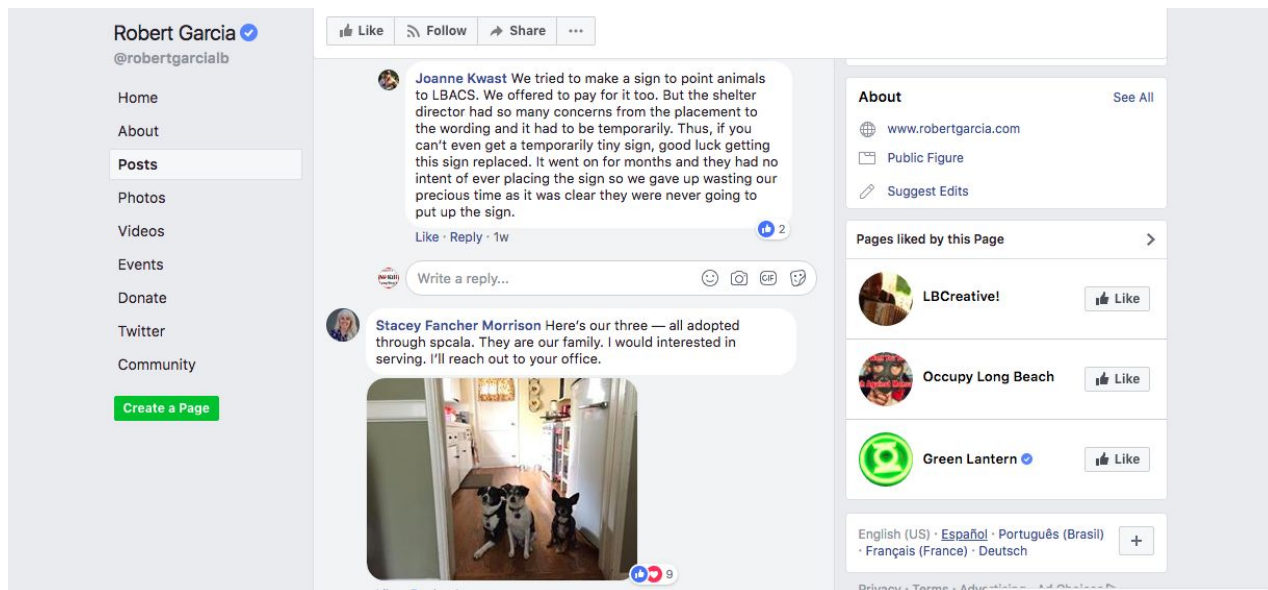 Robert Garcia
@robertgarcialb
Home
About
Posts
Photos
Videos
Events
Donate
Twitter
Community
Create a Page
Like
Follow
Share
Joanne Kwast We tried to make a sign to point animals
to LBACS. We offered to pay for it too. But the shelter
director had so many concerns from the placement to
the wording and it had to be temporarily. Thus, if you
can't even get a temporarily tiny sign, good luck getting
this sign replaced. It went on for months and they had no
intent of ever placing the sign so we gave up wasting our
precious time as it was clear they were never going to
put up the sign.
2
Like · Reply · 1w
Write a reply...
GIF
Stacey Fancher Morrison Here's our three — all adopted
through spcala. They are our family. I would interested in
serving. I'll reach out to your office.
9
About
See All
www.robertgarcia.com
Public Figure
Suggest Edits
Pages liked by this Page
LBCreative!
Like
Occupy Long Beach
Like
Green Lantern
Like
English (US) · Español · Português (Brasil)
· Français (France) · Deutsch
+
Privacy · Terms · Advertising · Ad Choices